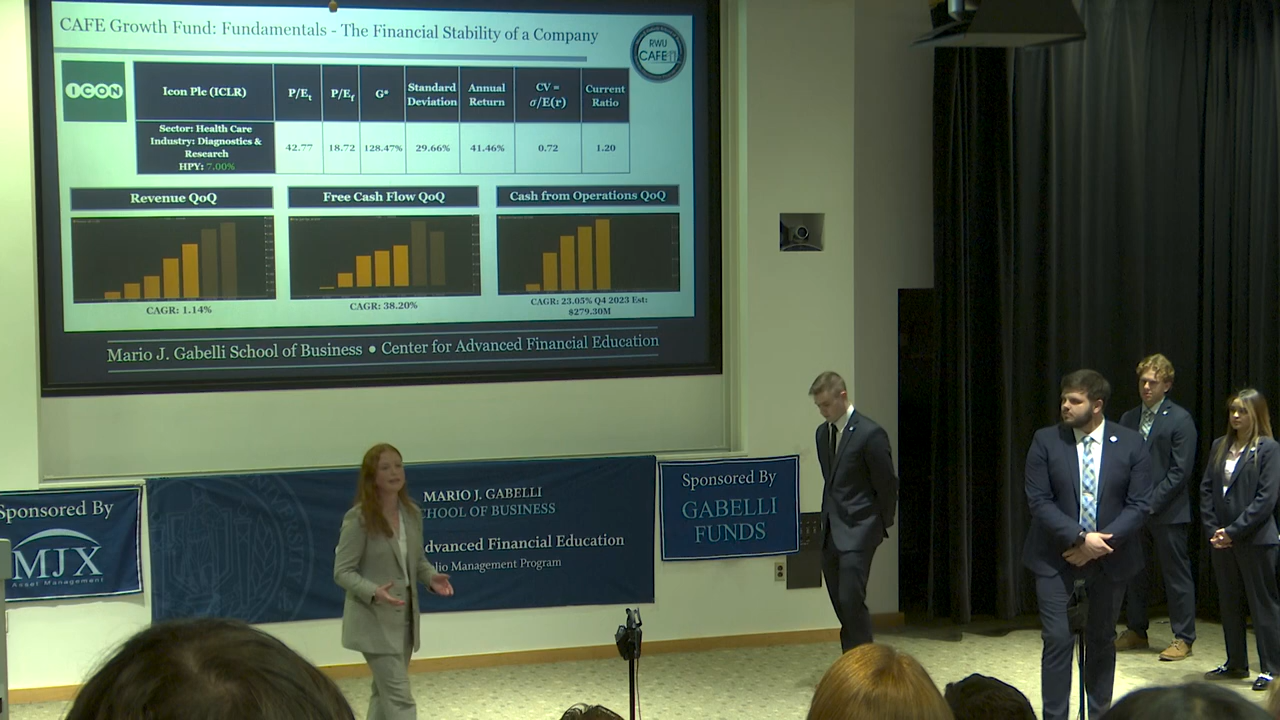 CAFE Growth Fund: Fundamentals - The Financial Stability of a Company
RWU
CAFE
ICON
Icon Plc (ICLR)
P/Et
P/Ef
G*
Standard
Deviation
Annual
Return
CV =
σ/E(r)
Current
Ratio
Sector: Health Care
Industry: Diagnostics &
Research
HPY: 7.00%
42.77
18.72
128.47%
29.66%
41.46%
0.72
1.20
Revenue QoQ
Free Cash Flow QoQ
Cash from Operations QoQ
CAGR: 1.14%
CAGR: 38.20%
CAGR: 23.05% Q4 2023 Est:
$279.30M
Mario J. Gabelli School of Business ● Center for Advanced Financial Education
Sponsored By
MJX
Asset Management
MARIO J. GABELLI
CHOOL OF BUSINESS
dvanced Financial Education
olio Management Program
Sponsored By
GABELLI
FUNDS